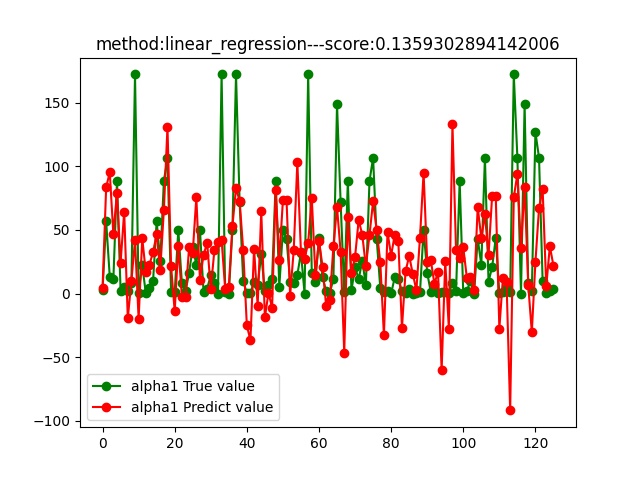 method:linear_regression---score:0.1359302894142006
150
100
50
0
−50
−100
alpha1 True value
alpha1 Predict value
0 20 40 60 80 100 120